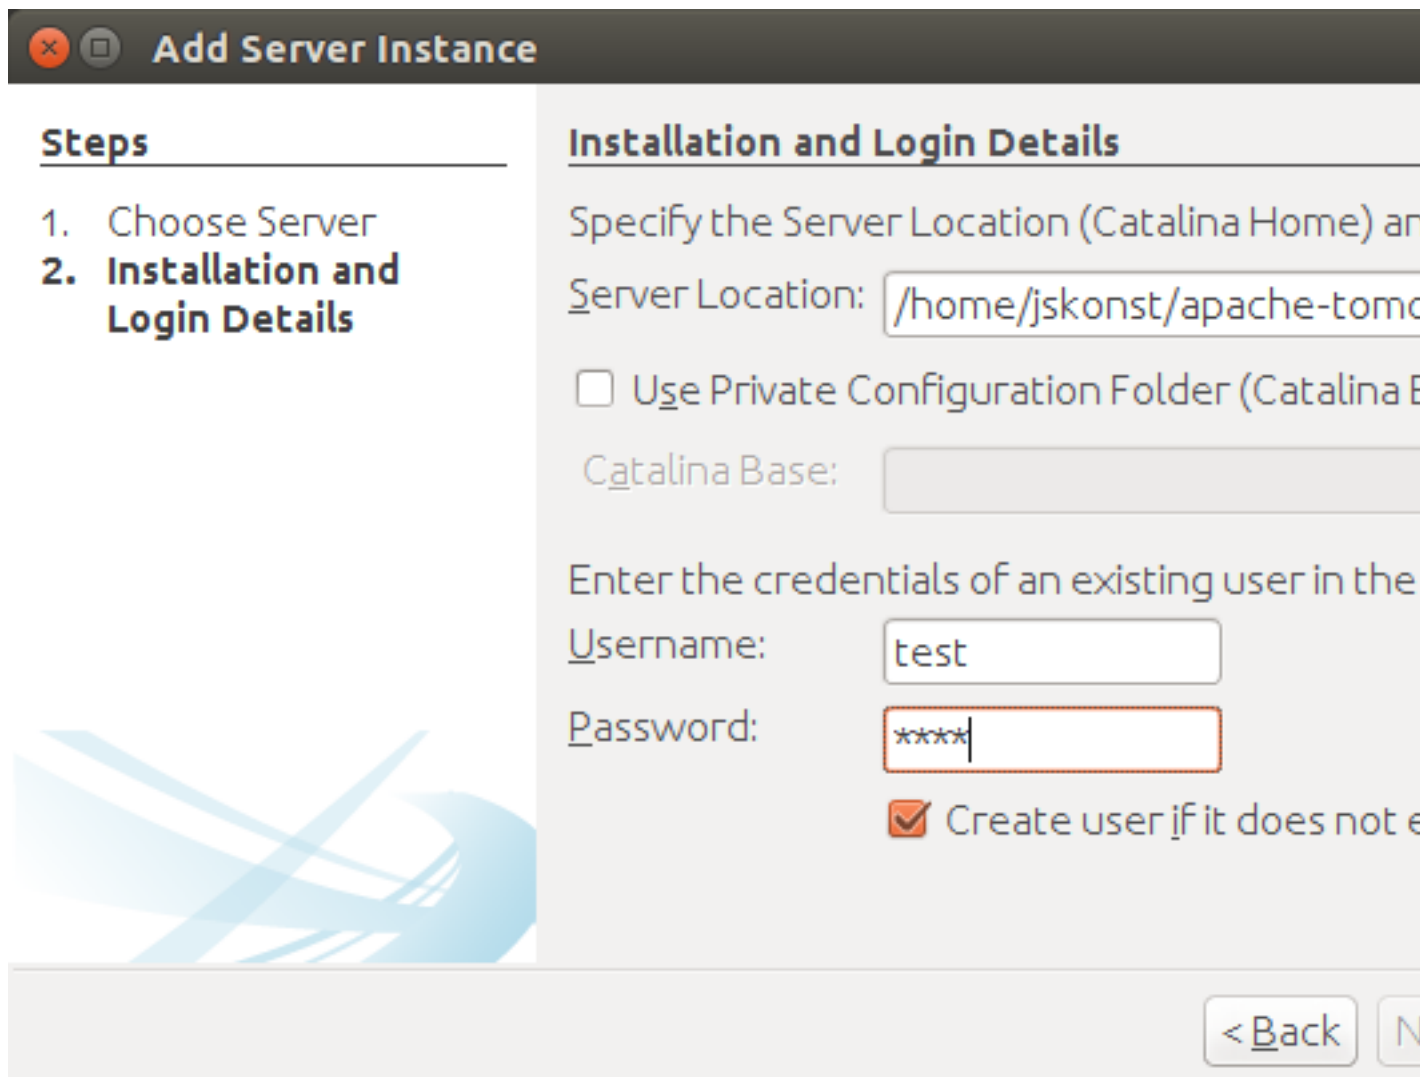 Add Server Instance
Steps
1. Choose Server
2. Installation and
Login Details
Installation and Login Details
Specify the Server Location (Catalina Home)
Server Location: /home/jskonst/apache-tomc
Use Private Configuration Folder (Catalina
Catalina Base:
Enter the credentials of an existing user in the
Username: test
Password: ****
Create user if it does not
< Back